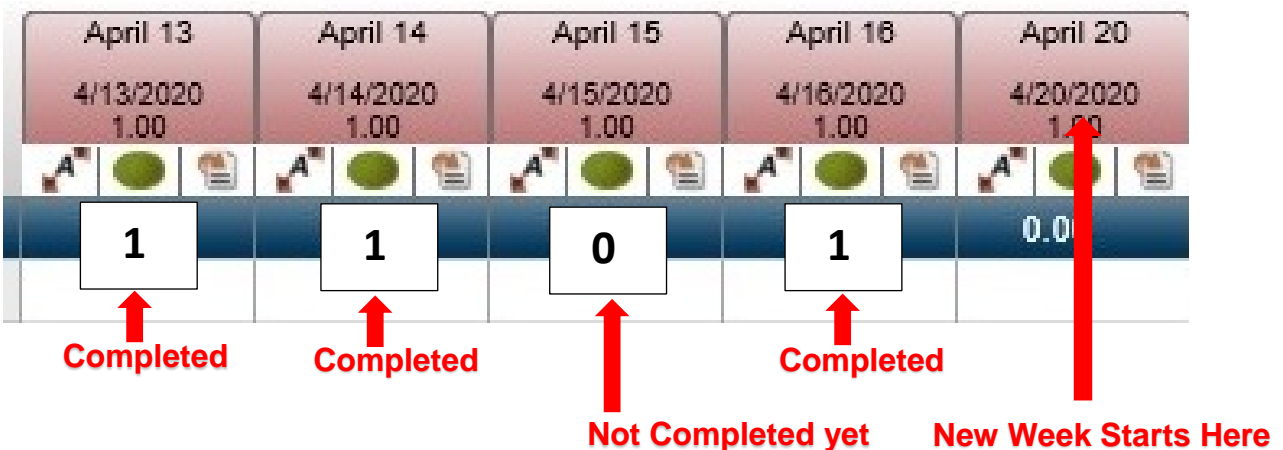 April 13 April 14 April 15 April 16 April 20
4/13/2020 4/14/2020 4/15/2020 4/16/2020 4/20/2020
1.00 1.00 1.00 1.00
A A A A A
1 1 0 1
Completed Completed Completed
Not Completed yet New Week Starts Here